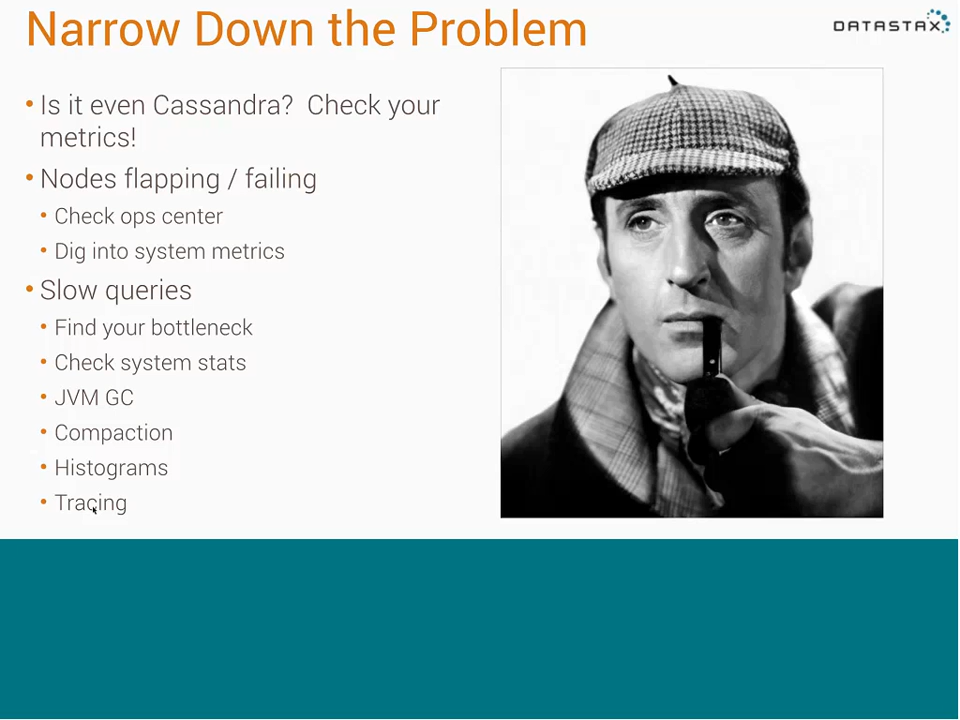 Narrow Down the Problem
DATASTAX
• Is it even Cassandra? Check your
metrics!
• Nodes flapping / failing
• Check ops center
• Dig into system metrics
• Slow queries
• Find your bottleneck
• Check system stats
• JVM GC
• Compaction
• Histograms
• Tracing